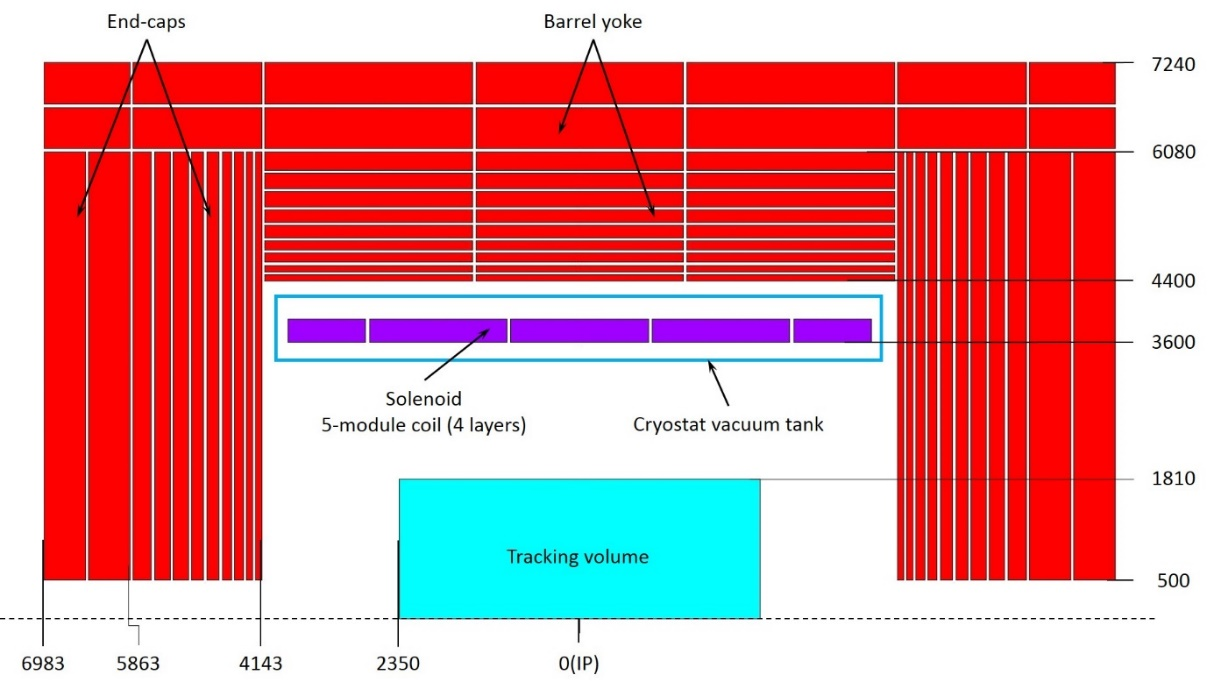 End-caps
Barrel yoke
7240
6080
4400
3600
Solenoid
5-module coil (4 layers)
Cryostat vacuum tank
1810
Tracking volume
500
6983
5863
4143
2350
0(IP)